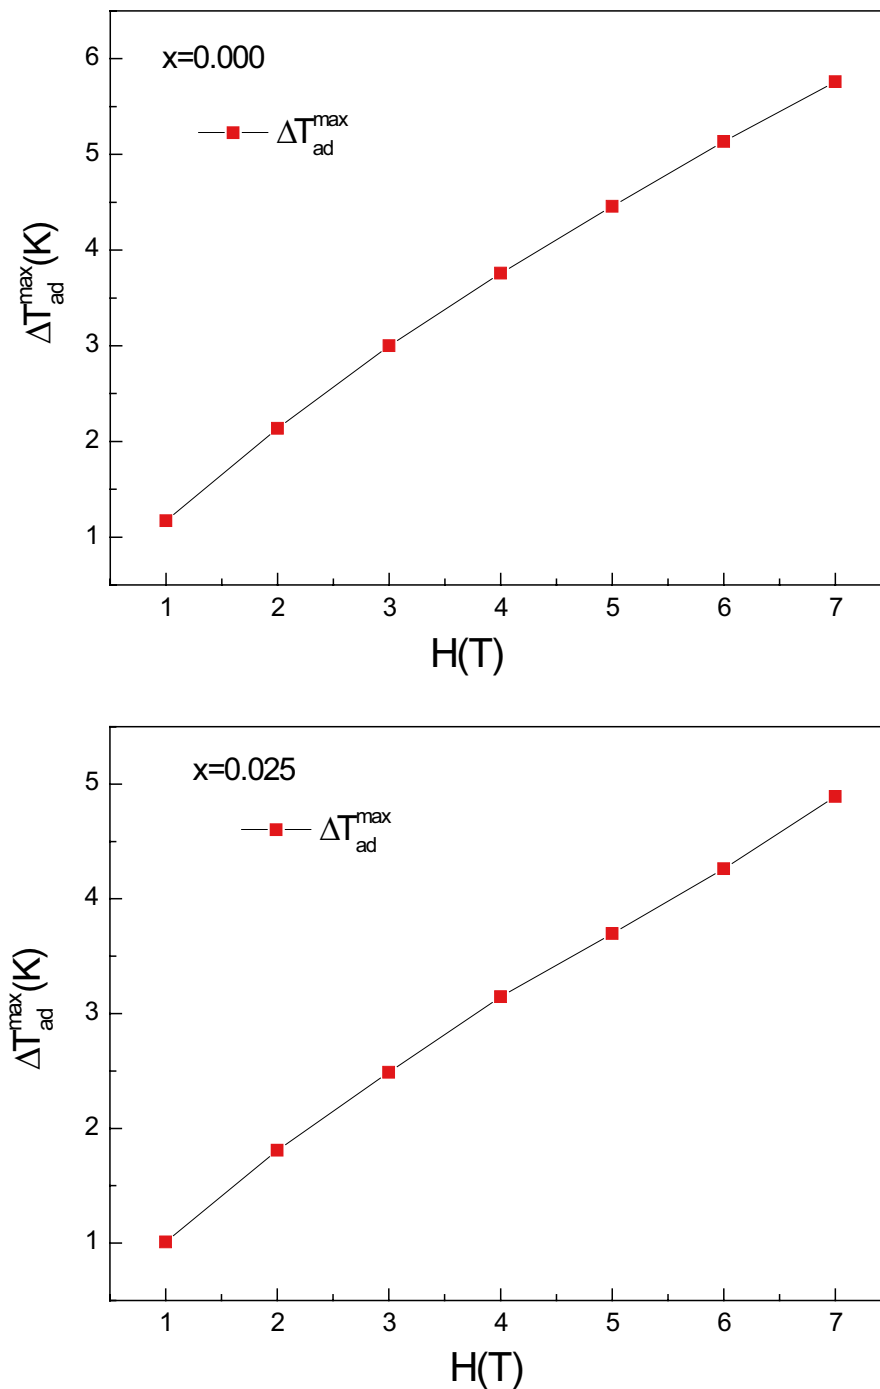 x=0.000
ΔT_ad^max
ΔT_ad^max(K)
6
5
4
3
2
1
1 2 3 4 5 6 7
H(T)
x=0.025
ΔT_ad^max
ΔT_ad^max(K)
5
4
3
2
1
1 2 3 4 5 6 7
H(T)